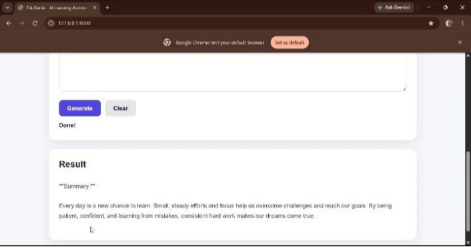 Edu Genie - AI Learning Assista
Ask Gemini
127.0.0.1:8000
Google Chrome isn't your default browser
Set as default
Generate
Clear
Done!
Result
**Summary:**
Every day is a new chance to learn. Small, steady efforts and focus help us overcome challenges and reach our goals. By being
patient, confident, and learning from mistakes, consistent hard work makes our dreams come true.